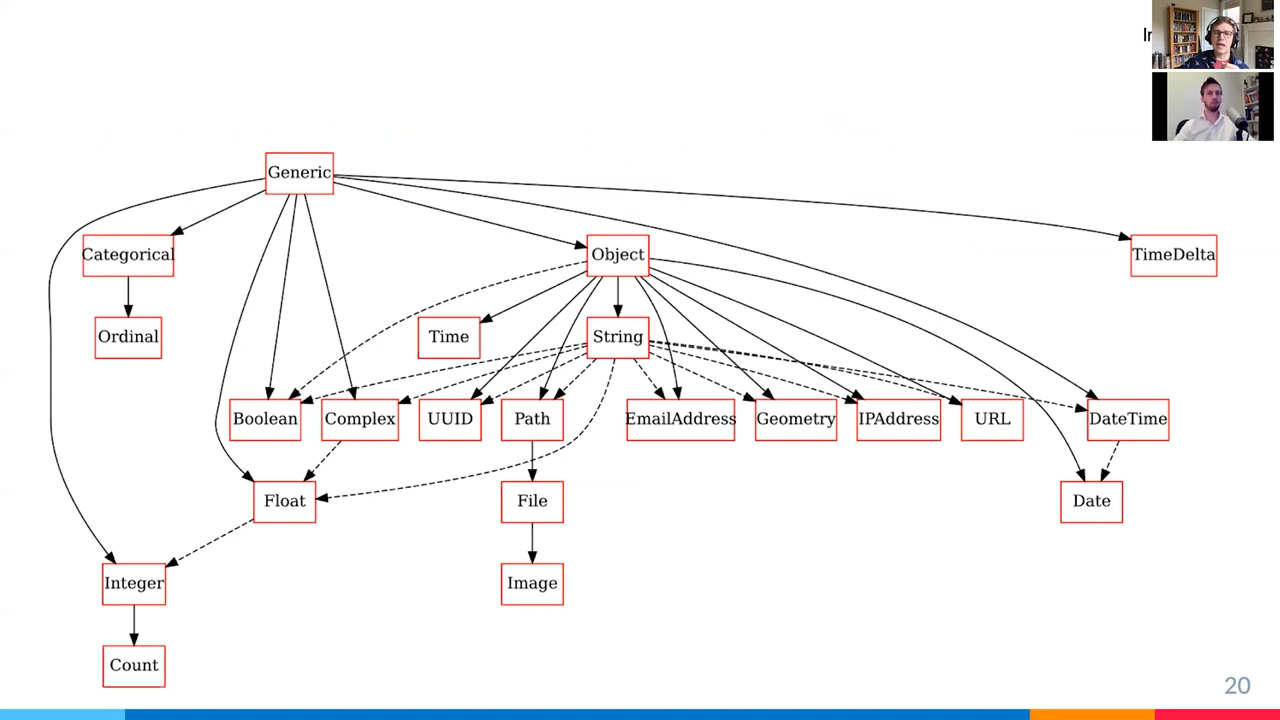 Generic
Categorical
Object
TimeDelta
Ordinal
Time
String
Boolean
Complex
UUID
Path
EmailAddress
Geometry
IPAddress
URL
DateTime
Float
File
Date
Integer
Image
Count
20